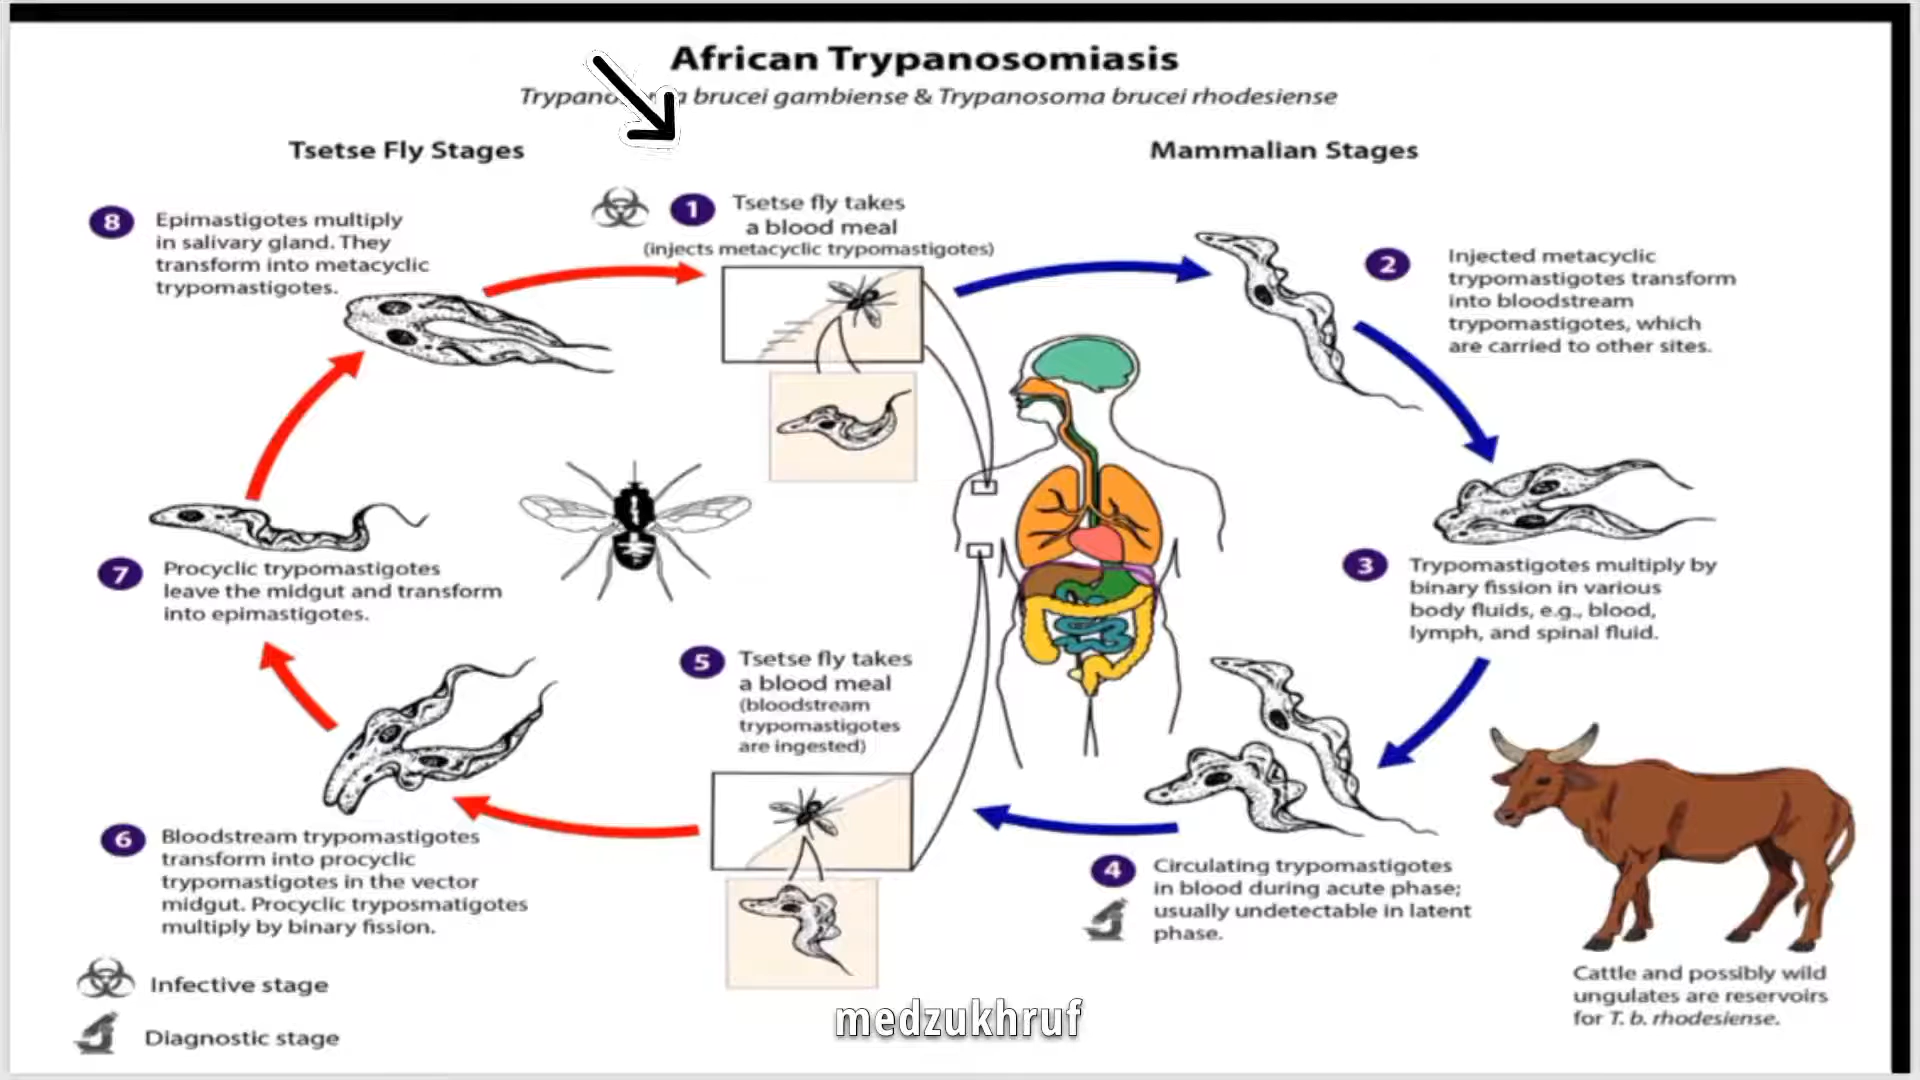 African Trypanosomiasis
Trypano a brucei gambiense & Trypanosoma brucei rhodesiense
Tsetse Fly Stages
Mammalian Stages
8
Epimastigotes multiply
in salivary gland. They
transform into metacyclic
trypomastigotes.
1
Tsetse fly takes
a blood meal
(injects metacyclic trypomastigotes)
2
Injected metacyclic
trypomastigotes transform
into bloodstream
trypomastigotes, which
are carried to other sites.
7
Procyclic trypomastigotes
leave the midgut and transform
into epimastigotes.
3
Trypomastigotes multiply by
binary fission in various
body fluids, e.g., blood,
lymph, and spinal fluid.
5
Tsetse fly takes
a blood meal
(bloodstream
trypomastigotes
are ingested)
6
Bloodstream trypomastigotes
transform into procyclic
trypomastigotes in the vector
midgut. Procyclic tryposmatigotes
multiply by binary fission.
4
Circulating trypomastigotes
in blood during acute phase;
usually undetectable in latent
phase.
Cattle and possibly wild
ungulates are reservoirs
for T. b. rhodesiense.
Infective stage
Diagnostic stage
medzukhruf